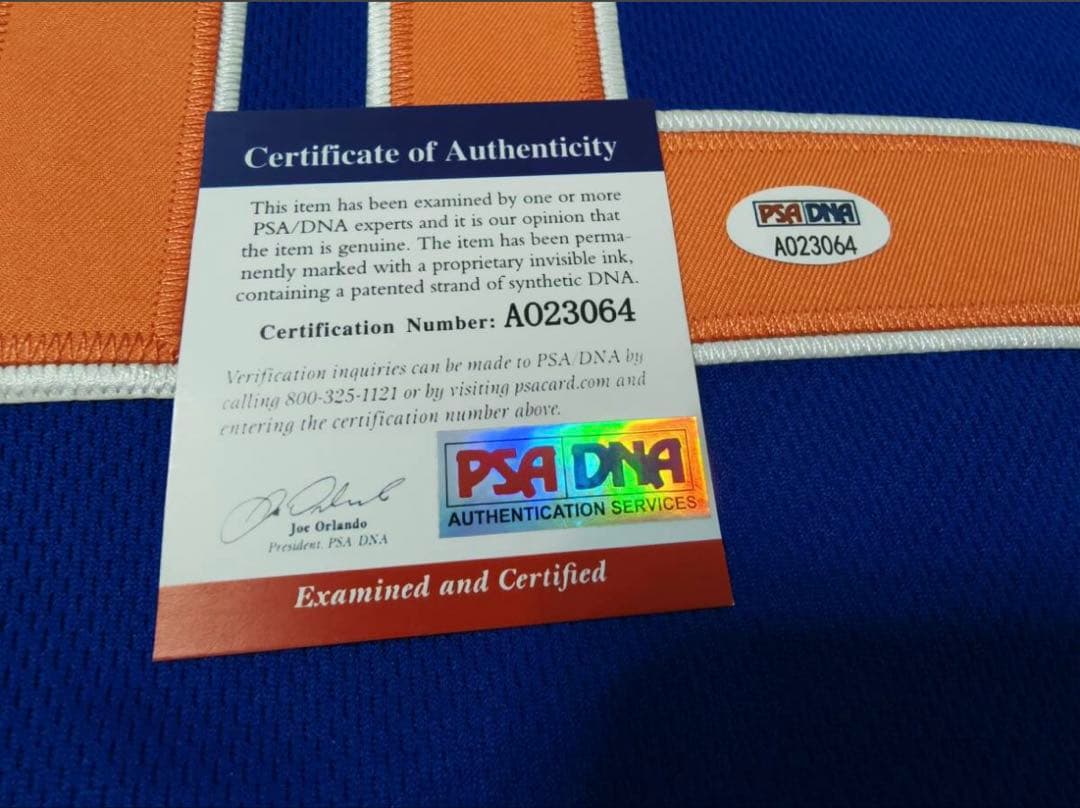 Certificate of Authenticity
This item has been examined by one or more
PSA/DNA experts and it is our opinion that
the item is genuine. The item has been perma-
nently marked with a proprietary invisible ink,
containing a patented strand of synthetic DNA.
Certification Number: A023064
Verification inquiries can be made to PSA/DNA by
calling 800-325-1121 or by visiting psacard.com and
entering the certification number above.
Joe Orlando
President, PSA DNA
PSA DNA
AUTHENTICATION SERVICES
Examined and Certified
PSA DNA
A023064